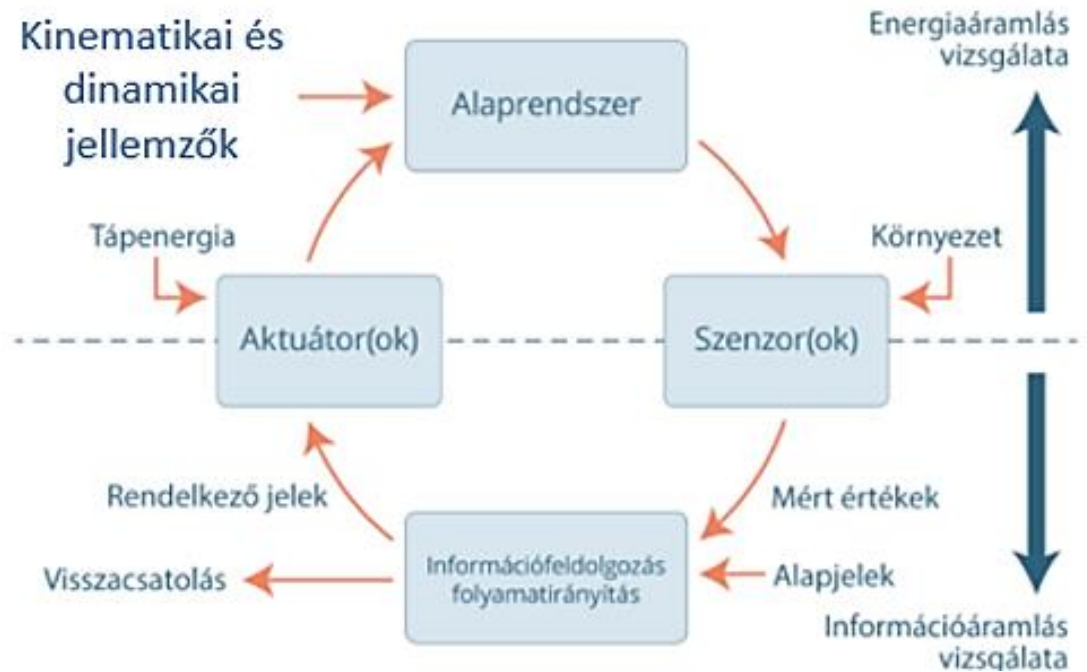 Kinematikai és
dinamikai
jellemzők
Energiaáramlás
vizsgálata
Alaprendszer
Tápenergia
Környezet
Aktuátor(ok)
Szenzor(ok)
Rendelkező jelek
Mért értékek
Információfeldolgozás
folyamatirányítás
Visszacsatolás
Alapjelek
Információáramlás
vizsgálata